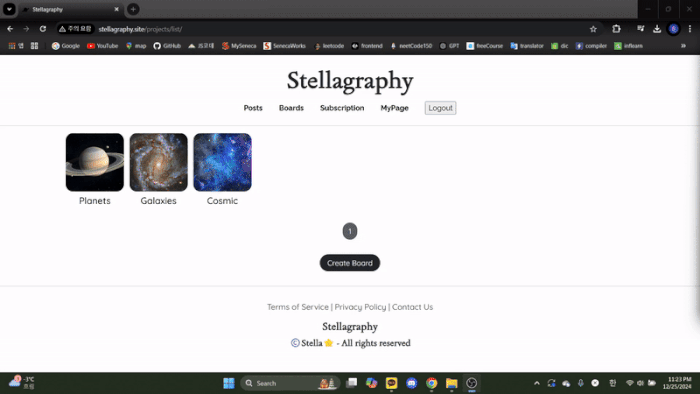 Stellagraphy
주의 요함 stellagraphy.site/projects/list/
앱 Google YouTube map GitHub MySeneca SenecaWorks leetcode frontend neetCode150 GPT freeCourse translator dic compiler inflearn
Stellagraphy
Posts Boards Subscription MyPage Logout
Planets Galaxies Cosmic
1
Create Board
Terms of Service | Privacy Policy | Contact Us
Stellagraphy
© Stella⭐ - All rights reserved
-3°C
흐림
Search
한
11:23 PM
12/25/2024